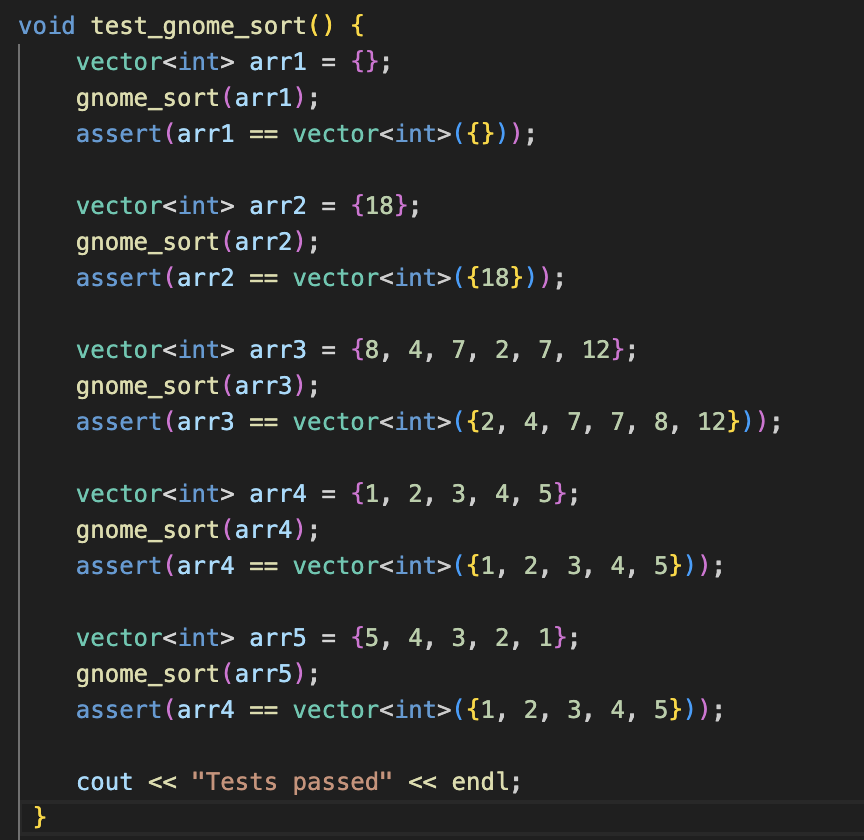 void test_gnome_sort() {
    vector<int> arr1 = {};
    gnome_sort(arr1);
    assert(arr1 == vector<int>({}));

    vector<int> arr2 = {18};
    gnome_sort(arr2);
    assert(arr2 == vector<int>({18}));

    vector<int> arr3 = {8, 4, 7, 2, 7, 12};
    gnome_sort(arr3);
    assert(arr3 == vector<int>({2, 4, 7, 7, 8, 12}));

    vector<int> arr4 = {1, 2, 3, 4, 5};
    gnome_sort(arr4);
    assert(arr4 == vector<int>({1, 2, 3, 4, 5}));

    vector<int> arr5 = {5, 4, 3, 2, 1};
    gnome_sort(arr5);
    assert(arr4 == vector<int>({1, 2, 3, 4, 5}));

    cout << "Tests passed" << endl;
}